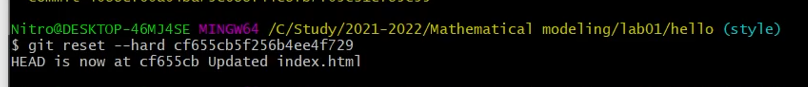 Nitro@DESKTOP-46MJ4SE MINGW64 /C/Study/2021-2022/Mathematical modeling/lab01/hello (style)
$ git reset --hard cf655cb5f256b4ee4f729
HEAD is now at cf655cb Updated index.html